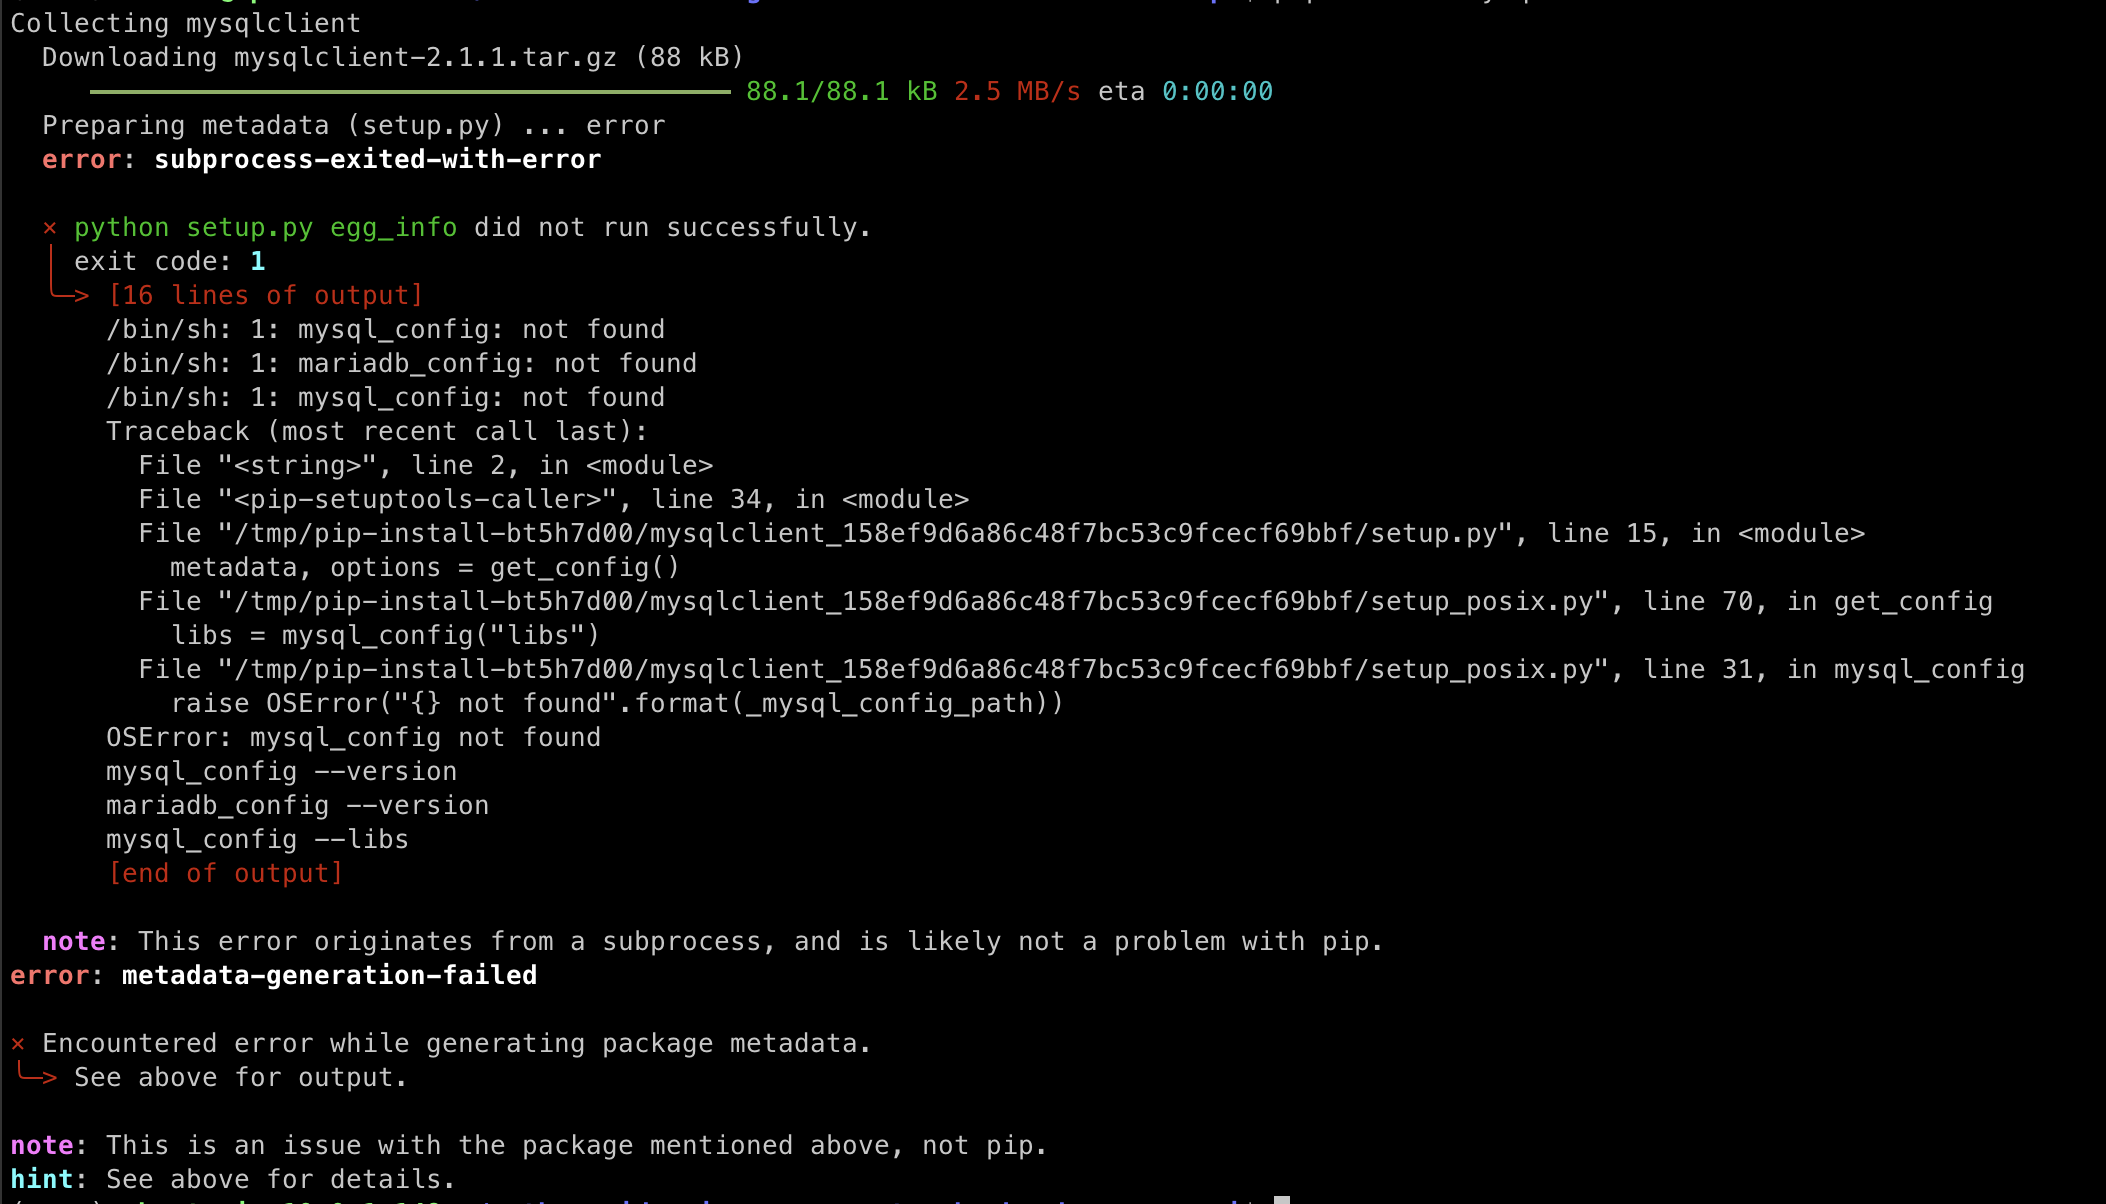 Collecting mysqlclient
Downloading mysqlclient-2.1.1.tar.gz (88 kB)
88.1/88.1 kB 2.5 MB/s eta 0:00:00
Preparing metadata (setup.py) ... error
error: subprocess-exited-with-error
× python setup.py egg_info did not run successfully.
│ exit code: 1
╰─> [16 lines of output]
/bin/sh: 1: mysql_config: not found
/bin/sh: 1: mariadb_config: not found
/bin/sh: 1: mysql_config: not found
Traceback (most recent call last):
File "<string>", line 2, in <module>
File "<pip-setuptools-caller>", line 34, in <module>
File "/tmp/pip-install-bt5h7d00/mysqlclient_158ef9d6a86c48f7bc53c9fcecf69bbf/setup.py", line 15, in <module>
metadata, options = get_config()
File "/tmp/pip-install-bt5h7d00/mysqlclient_158ef9d6a86c48f7bc53c9fcecf69bbf/setup_posix.py", line 70, in get_config
libs = mysql_config("libs")
File "/tmp/pip-install-bt5h7d00/mysqlclient_158ef9d6a86c48f7bc53c9fcecf69bbf/setup_posix.py", line 31, in mysql_config
raise OSError("{} not found".format(_mysql_config_path))
OSError: mysql_config not found
mysql_config --version
mariadb_config --version
mysql_config --libs
[end of output]
note: This error originates from a subprocess, and is likely not a problem with pip.
error: metadata-generation-failed
× Encountered error while generating package metadata.
╰─> See above for output.
note: This is an issue with the package mentioned above, not pip.
hint: See above for details.